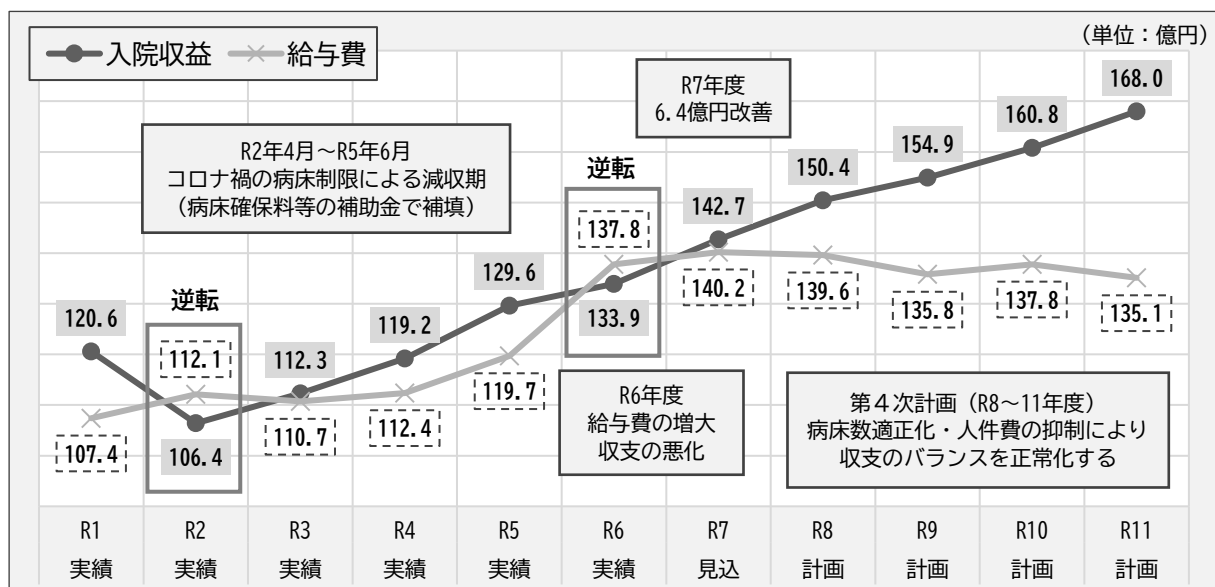 (単位：億円)
入院収益 給与費
R7年度
6.4億円改善
R2年4月～R5年6月
コロナ禍の病床制限による減収期
(病床確保料等の補助金で補填)
逆転
逆転
120.6
106.4
112.3
119.2
129.6
133.9
142.7
150.4
154.9
160.8
168.0
107.4
112.1
110.7
112.4
119.7
137.8
140.2
139.6
135.8
137.8
135.1
R6年度
給与費の増大
収支の悪化
第４次計画（R8～11年度）
病床数適正化・人件費の抑制により
収支のバランスを正常化する
R1 R2 R3 R4 R5 R6 R7 R8 R9 R10 R11
実績 実績 実績 実績 実績 実績 見込 計画 計画 計画 計画